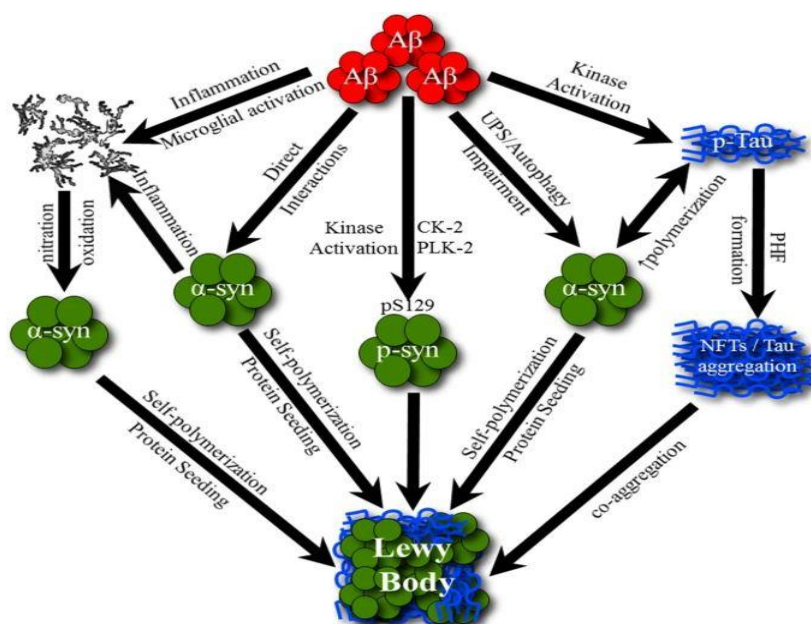 Aβ
Aβ
Aβ
Inflammation
Microglial activation
Kinase
Activation
Direct
Interactions
UPS/Autophagy
Impairment
p-Tau
Inflammation
nitration
oxidation
Kinase
Activation
CK-2
PLK-2
↑polymerization
PHF
formation
α-syn
α-syn
pS129
p-syn
α-syn
NFTs / Tau
aggregation
Self-polymerization
Protein Seeding
Self-polymerization
Protein Seeding
Self-polymerization
Protein Seeding
co-aggregation
Lewy
Body